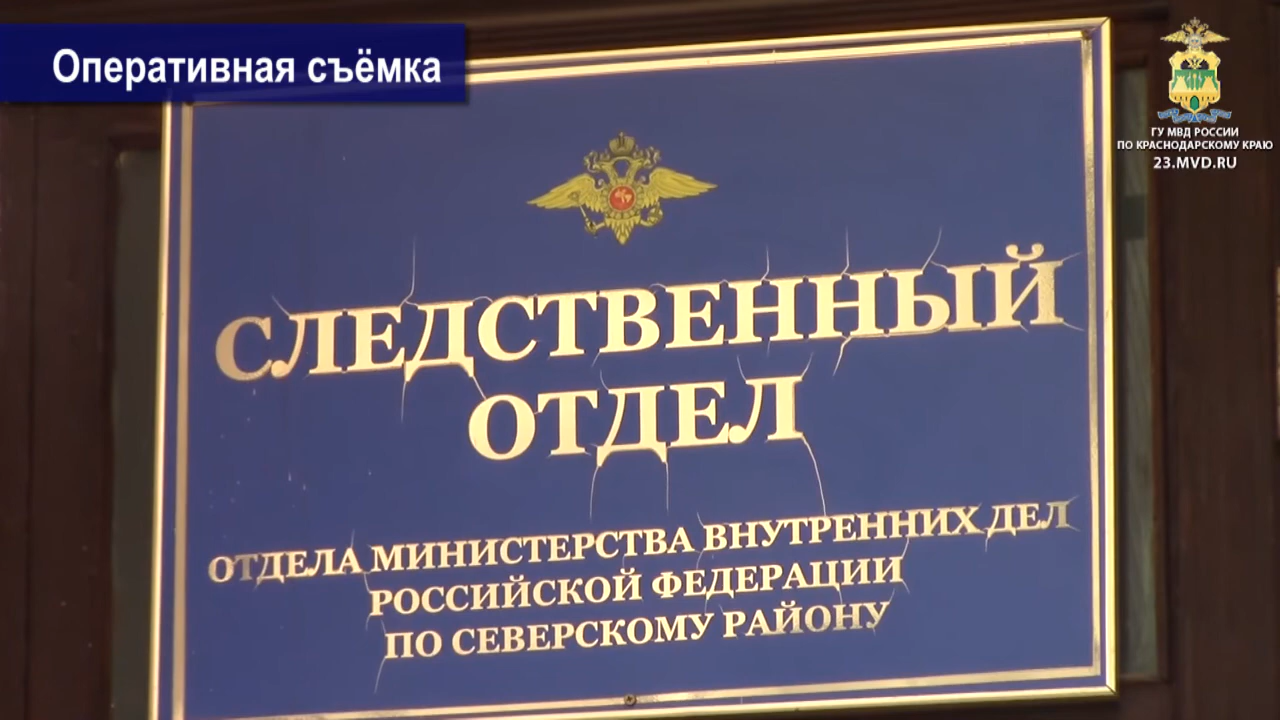 Оперативная съёмка
ГУ МВД РОССИИ
ПО КРАСНОДАРСКОМУ КРАЮ
23.MVD.RU
СЛЕДСТВЕННЫЙ
ОТДЕЛ
ОТДЕЛА МИНИСТЕРСТВА ВНУТРЕННИХ ДЕЛ
РОССИЙСКОЙ ФЕДЕРАЦИИ
ПО СЕВЕРСКОМУ РАЙОНУ